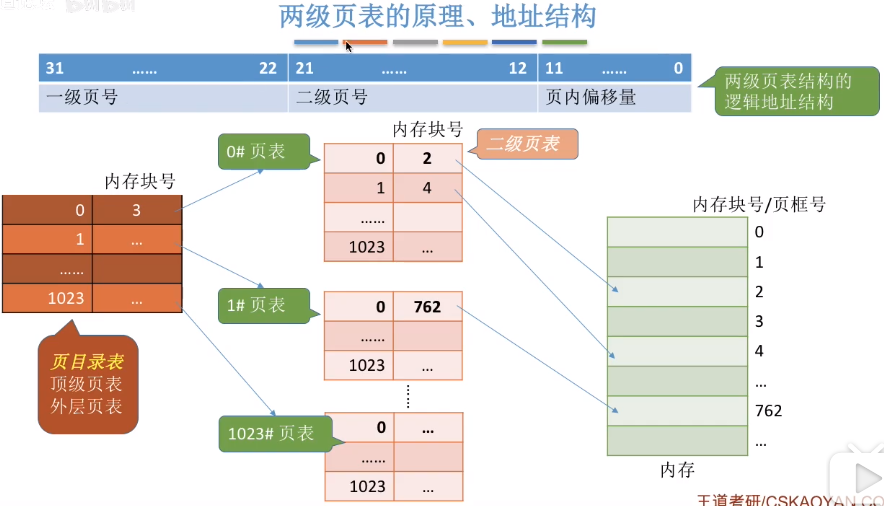 两级页表的原理、地址结构
31 …… 22 21 …… 12 11 …… 0
一级页号 二级页号 页内偏移量
两级页表结构的
逻辑地址结构
内存块号
0 3
1 …
……
1023 …
页目录表
顶级页表
外层页表
0# 页表
内存块号
二级页表
0 2
1 4
……
1023 …
1# 页表
0 762
……
1023 …
1023# 页表
0 …
……
1023 …
内存块号/页框号
0
1
2
3
4
…
762
…
内存
王道考研/CSKAOYAN.CO